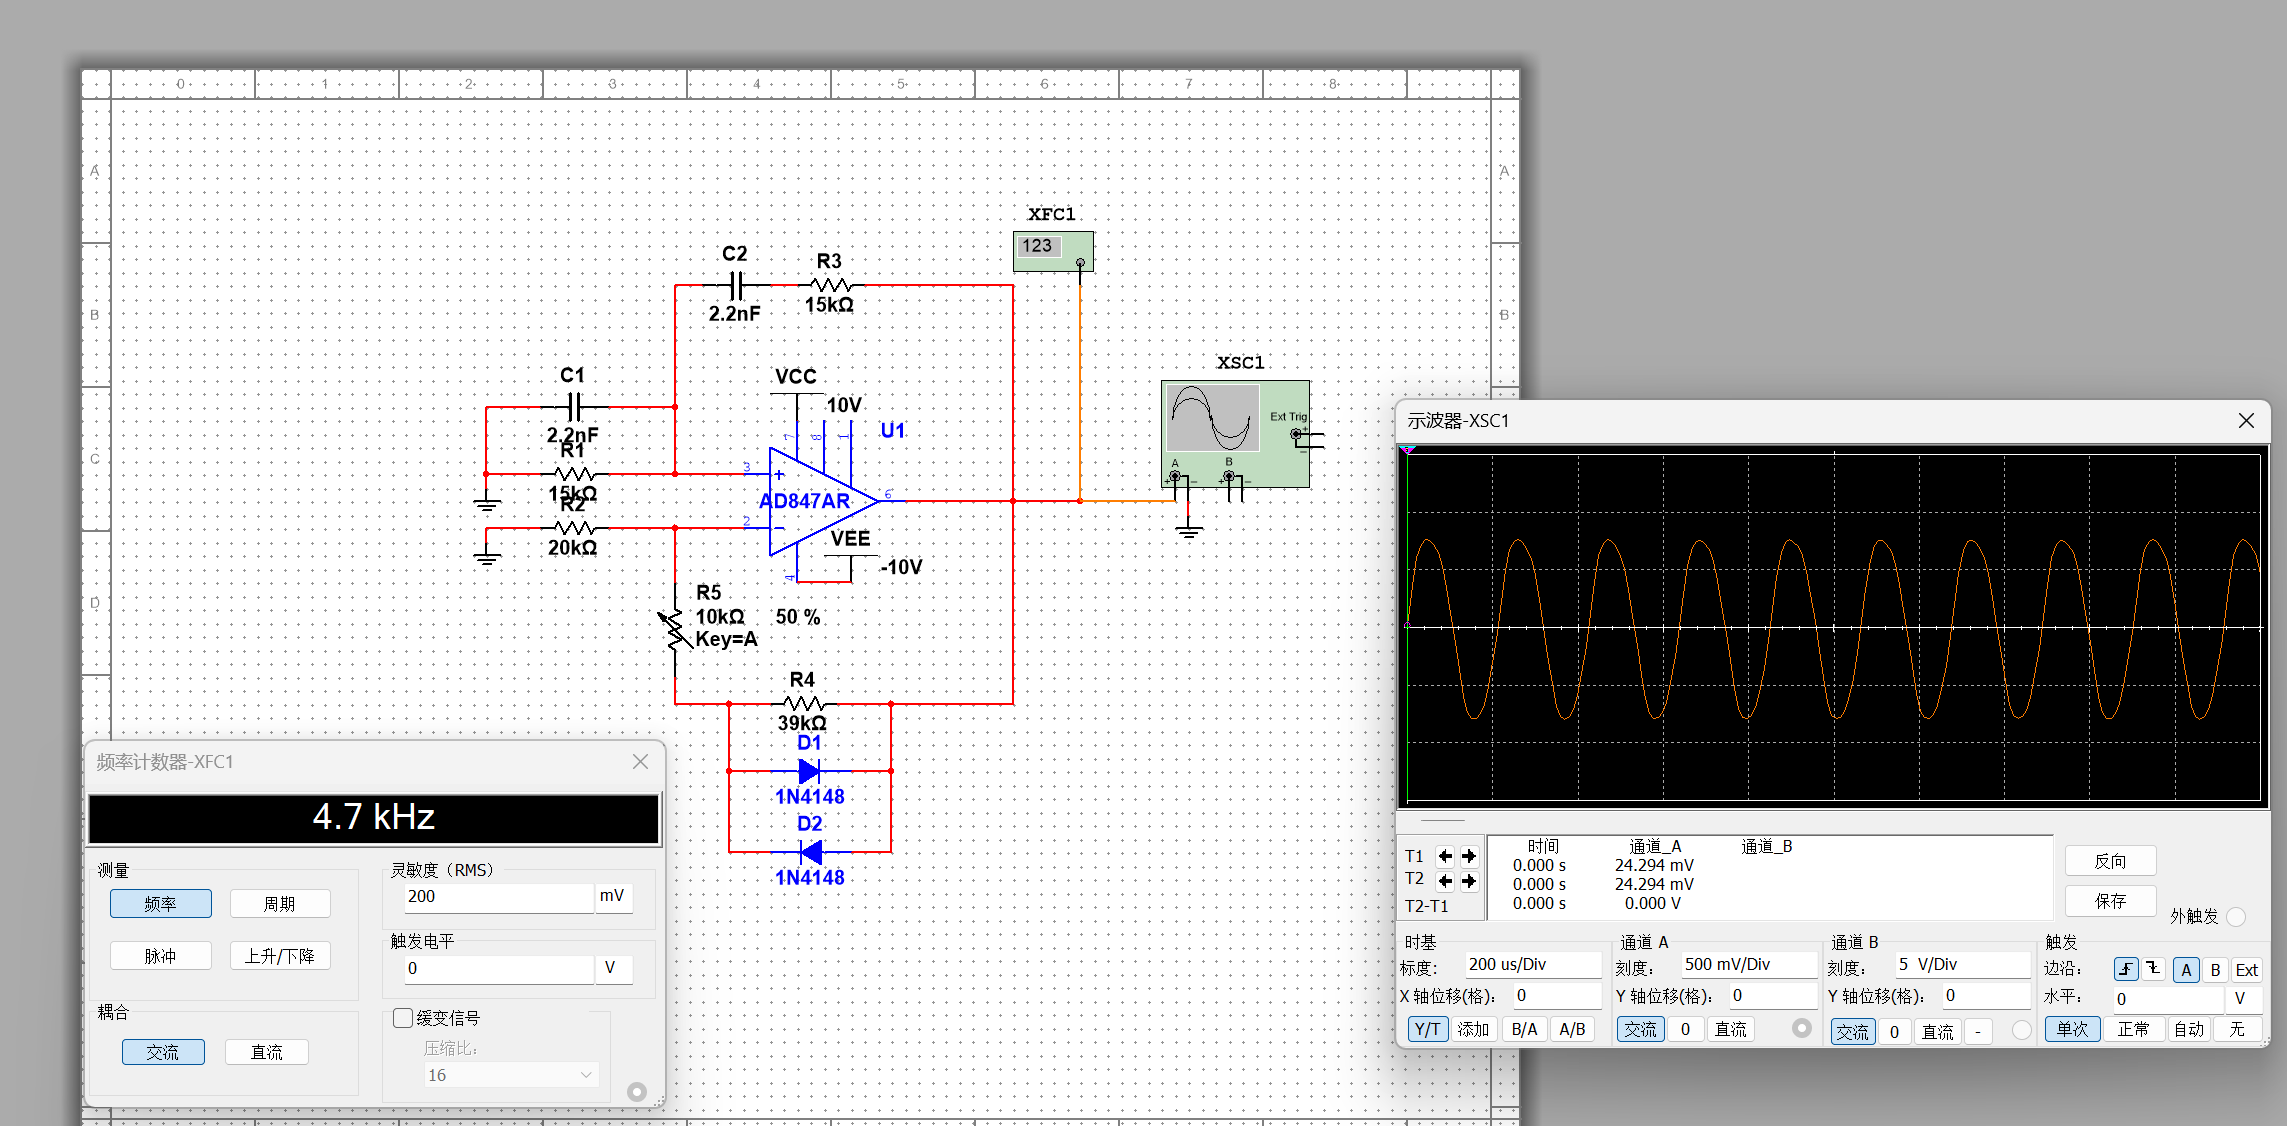 0 1 2 3 4 5 6 7 8
A
A
B
B
C
D
XFC1
123
C2
2.2nF
R3
15kΩ
XSC1
Ext Trig
A
B
C1
2.2nF
R1
15kΩ
R2
20kΩ
VCC
10V
7
8
1
U1
3
AD847AR
6
2
VEE
4
-10V
R5
10kΩ 50 %
Key=A
R4
39kΩ
D1
1N4148
D2
1N4148
频率计数器-XFC1
4.7 kHz
测量
频率 周期
脉冲 上升/下降
耦合
交流 直流
灵敏度（RMS）
200 mV
触发电平
0 V
缓变信号
压缩比：
16
示波器-XSC1
时间 通道_A 通道_B
T1 0.000 s 24.294 mV
T2 0.000 s 24.294 mV
T2-T1 0.000 s 0.000 V
反向
保存
外触发
时基
标度： 200 us/Div
X 轴位移(格)： 0
Y/T 添加 B/A A/B
通道 A
刻度： 500 mV/Div
Y 轴位移(格)： 0
交流 0 直流
通道 B
刻度： 5 V/Div
Y 轴位移(格)： 0
交流 0 直流 -
触发
边沿： A B Ext
水平： 0 V
单次 正常 自动 无